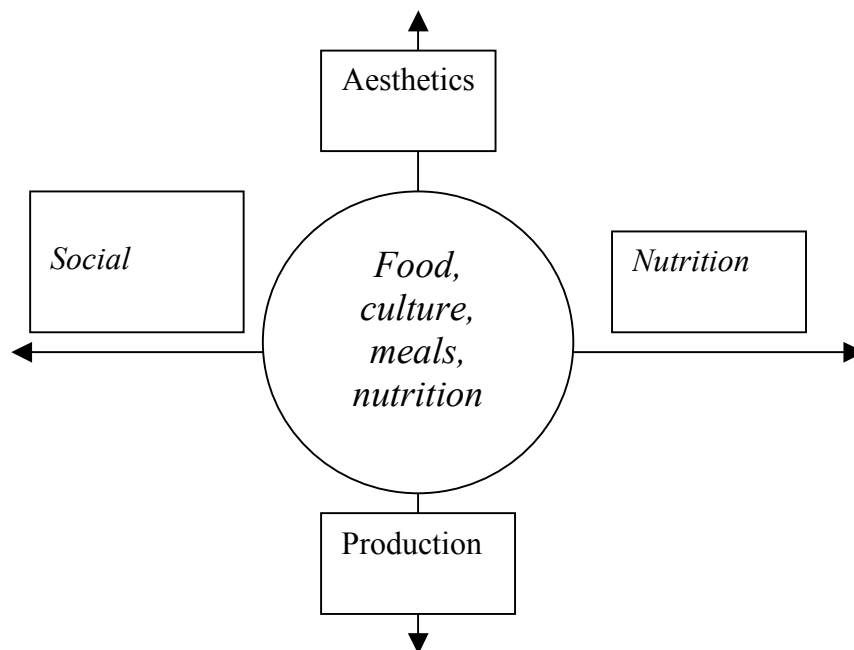 Aesthetics
Social
Food,
culture,
meals,
nutrition
Nutrition
Production